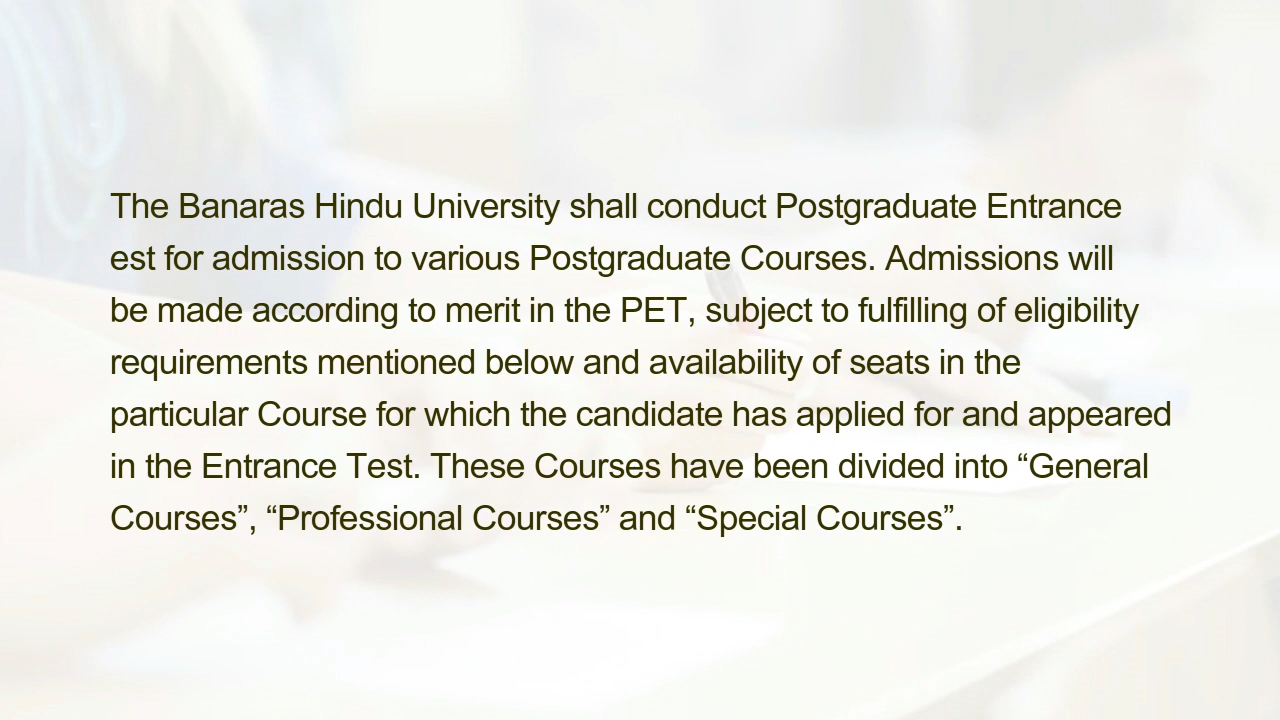 The Banaras Hindu University shall conduct Postgraduate Entrance
est for admission to various Postgraduate Courses. Admissions will
be made according to merit in the PET, subject to fulfilling of eligibility
requirements mentioned below and availability of seats in the
particular Course for which the candidate has applied for and appeared
in the Entrance Test. These Courses have been divided into “General
Courses”, “Professional Courses” and “Special Courses”.